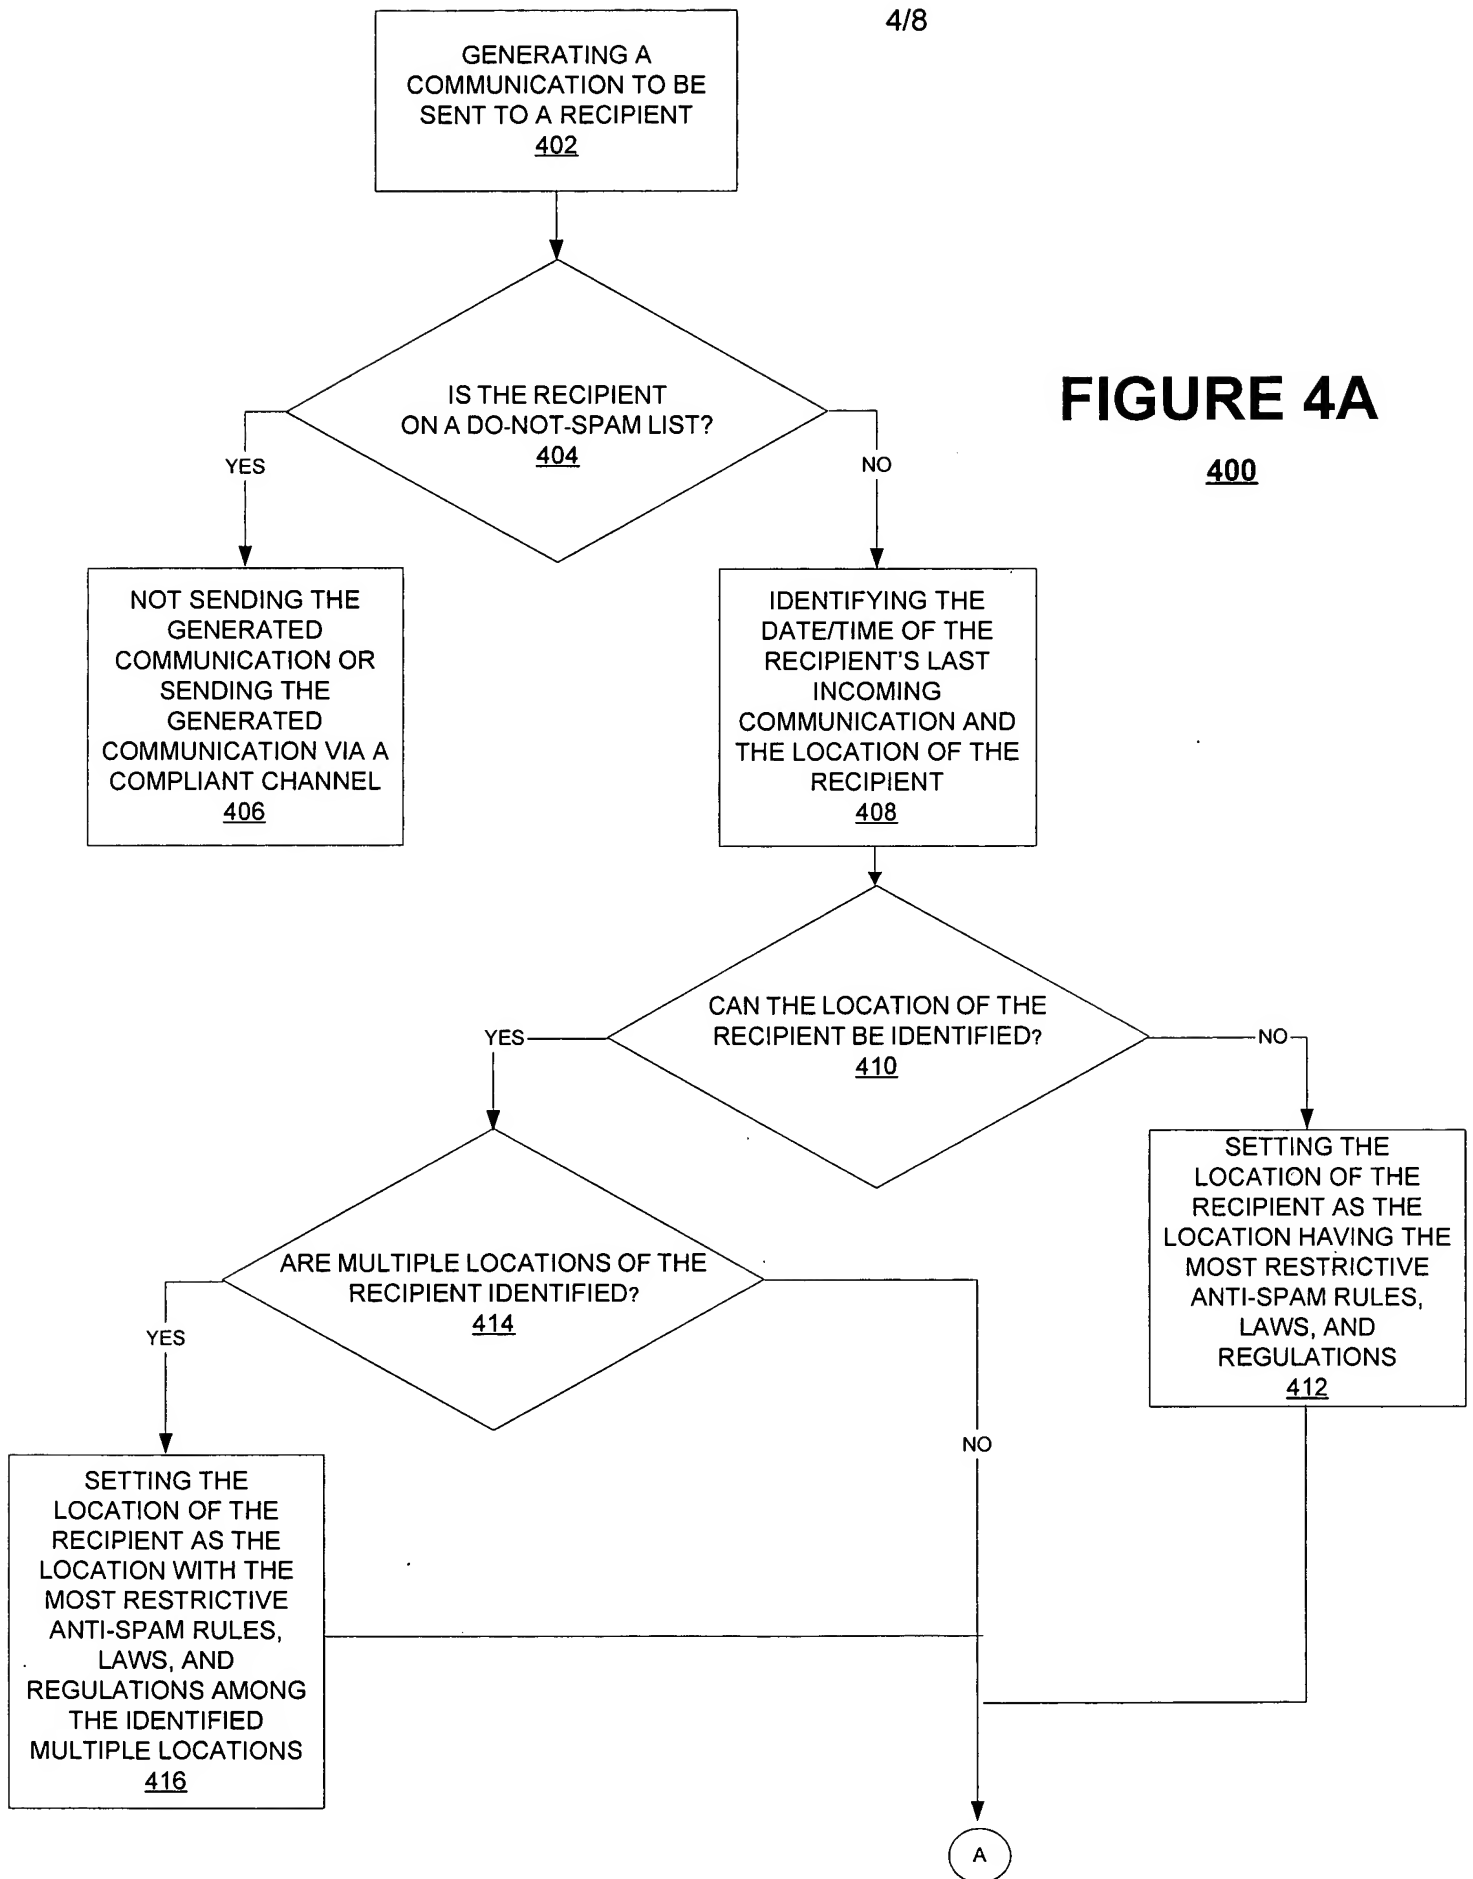 4/8
GENERATING A
COMMUNICATION TO BE
SENT TO A RECIPIENT
402
IS THE RECIPIENT
ON A DO-NOT-SPAM LIST?
404
FIGURE 4A
400
YES
NO
NOT SENDING THE
GENERATED
COMMUNICATION OR
SENDING THE
GENERATED
COMMUNICATION VIA A
COMPLIANT CHANNEL
406
IDENTIFYING THE
DATE/TIME OF THE
RECIPIENT'S LAST
INCOMING
COMMUNICATION AND
THE LOCATION OF THE
RECIPIENT
408
CAN THE LOCATION OF THE
RECIPIENT BE IDENTIFIED?
410
YES
NO
SETTING THE
LOCATION OF THE
RECIPIENT AS THE
LOCATION HAVING THE
MOST RESTRICTIVE
ANTI-SPAM RULES,
LAWS, AND
REGULATIONS
412
ARE MULTIPLE LOCATIONS OF THE
RECIPIENT IDENTIFIED?
414
YES
NO
SETTING THE
LOCATION OF THE
RECIPIENT AS THE
LOCATION WITH THE
MOST RESTRICTIVE
ANTI-SPAM RULES,
LAWS, AND
REGULATIONS AMONG
THE IDENTIFIED
MULTIPLE LOCATIONS
416
A